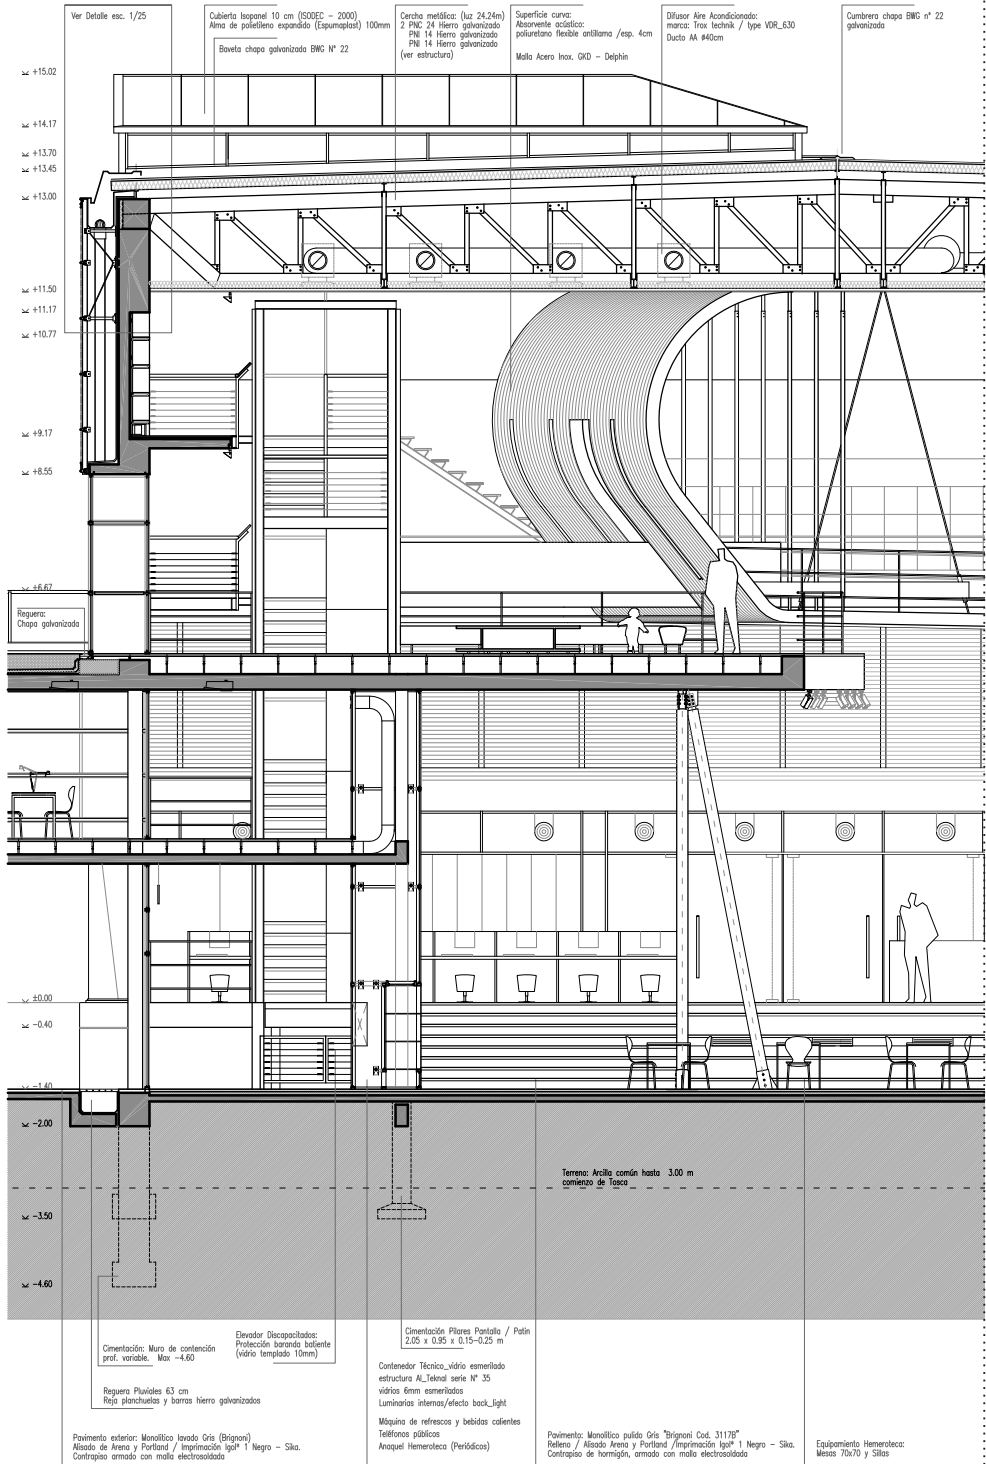 Ver Detalle esc. 1/25
Cubierta Isopanel 10 cm (ISODEC – 2000)
Alma de polietileno expandido (Espumaplast) 100mm
Baveta chapa galvanizada BWG N° 22
Cercha metálica: (luz 24.24m)
2 PNC 24 Hierro galvanizado
PNI 14 Hierro galvanizado
PNI 14 Hierro galvanizado
(ver estructura)
Superficie curva:
Absorvente acústico:
poliuretano flexible antillama /esp. 4cm
Malla Acero Inox. GKD – Delphin
Difusor Aire Acondicionado:
marca: Trox technik / type VDR_630
Ducto AA ø40cm
Cumbrera chapa BWG n° 22
galvanizada
+15.02
+14.17
+13.70
+13.45
+13.00
+11.50
+11.17
+10.77
+9.17
+8.55
+6.67
Reguera:
Chapa galvanizada
±0.00
−0.40
−1.40
−2.00
Terreno: Arcilla común hasta 3.00 m
comienzo de Tosca
−3.50
−4.60
Cimentación: Muro de contención
prof. variable. Max −4.60
Reguera Pluviales 63 cm
Reja planchuelas y barras hierro galvanizados
Elevador Discapacitados:
Protección baranda batiente
(vidrio templado 10mm)
Cimentación Pilares Pantalla / Patin
2.05 x 0.95 x 0.15–0.25 m
Contenedor Técnico_vidrio esmerilado
estructura Al_Teknal serie N° 35
vidrios 6mm esmerilados
Luminarias internas/efecto back_light
Máquina de refrescos y bebidas calientes
Teléfonos públicos
Anaquel Hemeroteca (Periódicos)
Pavimento exterior: Monolítico lavado Gris (Brignoni)
Alisado de Arena y Portland / Imprimación Igol® 1 Negro – Sika.
Contrapiso armado con malla electrosoldada
Pavimento: Monolítico pulido Gris "Brignoni Cod. 3117B"
Relleno / Alisado Arena y Portland /Imprimación Igol® 1 Negro – Sika.
Contrapiso de hormigón, armado con malla electrosoldada
Equipamiento Hemeroteca:
Mesas 70x70 y Sillas